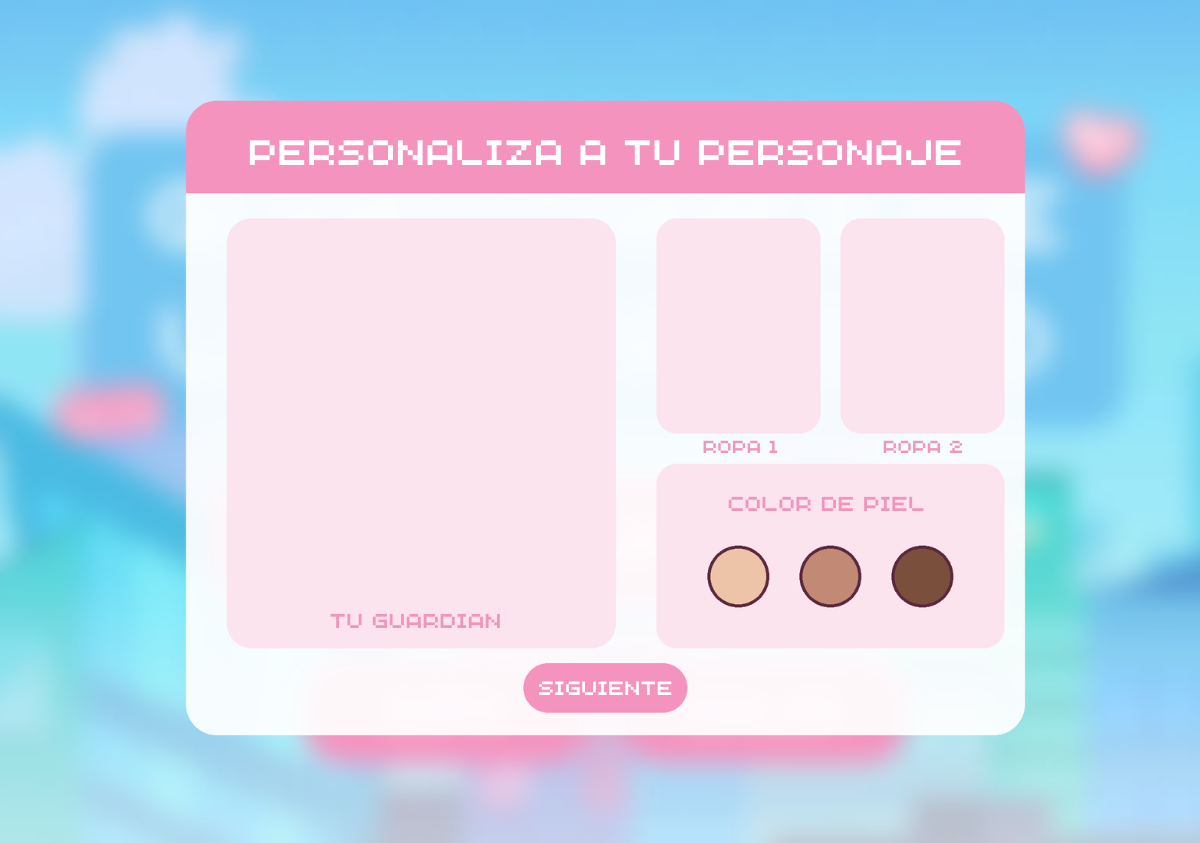 PERSONALIZA A TU PERSONAJE
ROPA 1
ROPA 2
COLOR DE PIEL
TU GUARDIAN
SIGUIENTE